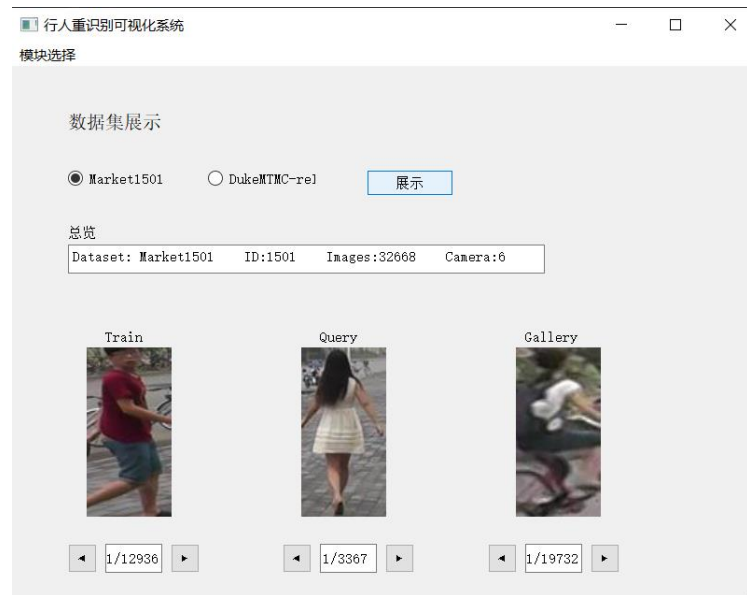 行人重识别可视化系统
模块选择
数据集展示
Market1501 DukeMTMC-reI 展示
总览
Dataset: Market1501 ID:1501 Images:32668 Camera:6
Train Query Gallery
1/12936 1/3367 1/19732